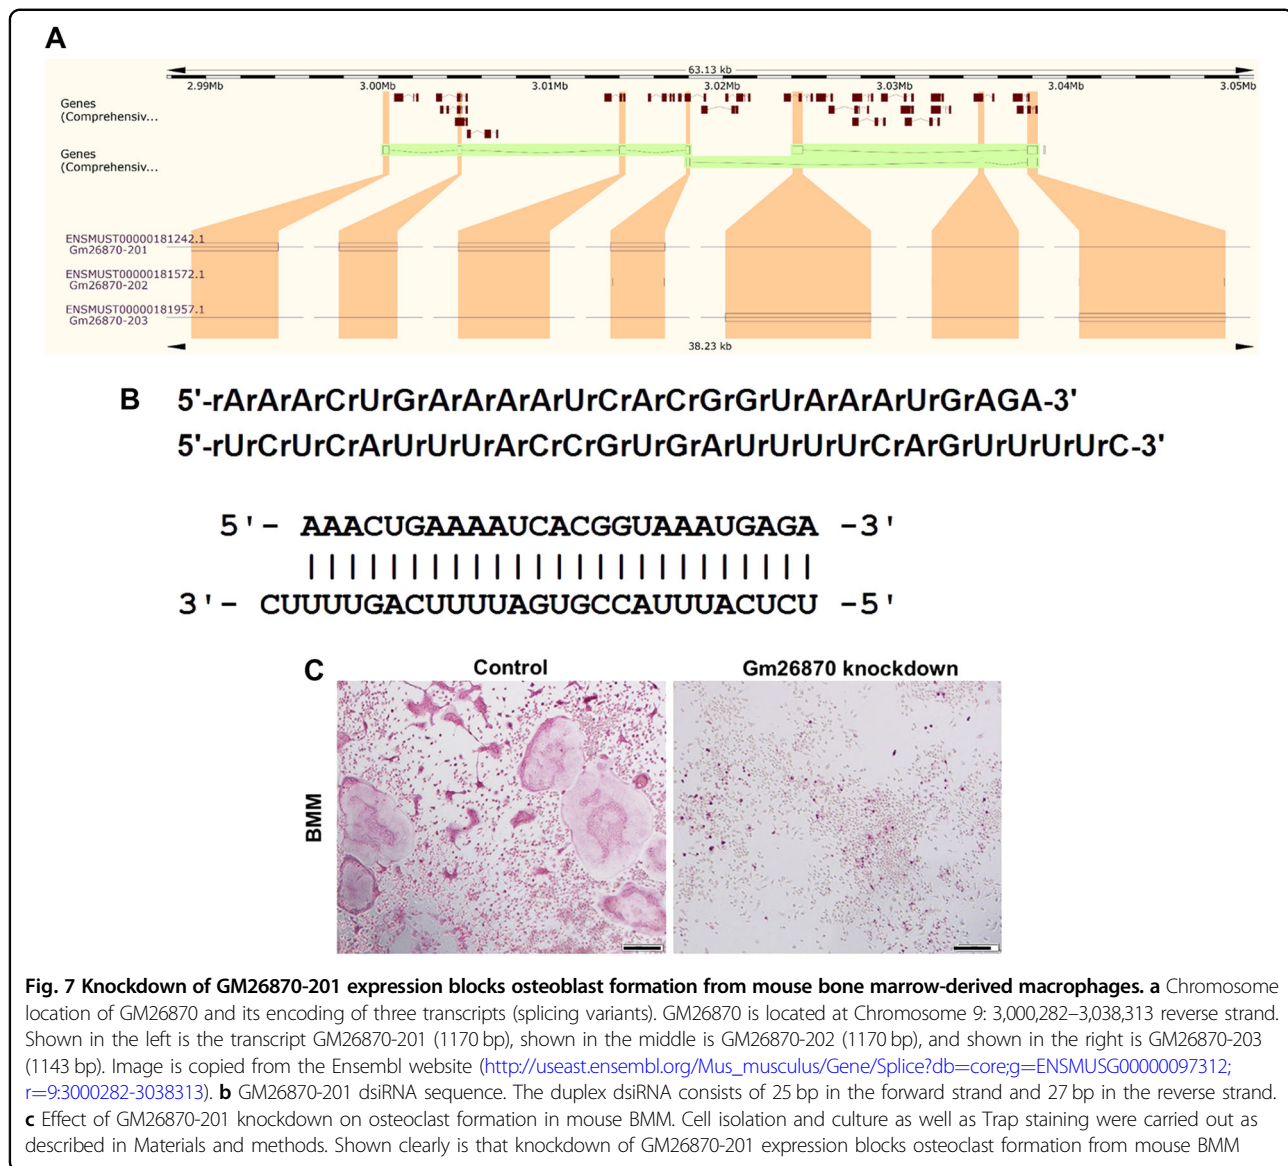 A
63.13 kb
2.99Mb 3.00Mb 3.01Mb 3.02Mb 3.03Mb 3.04Mb 3.05Mb
Genes
(Comprehensiv...
Genes
(Comprehensiv...
ENSMUST00000181242.1
Gm26870-201
ENSMUST00000181572.1
Gm26870-202
ENSMUST00000181957.1
Gm26870-203
38.23 kb
B 5'-rArArArCrUrGrArArArArUrCrArCrGrGrUrArArArUrGrAGA-3'
5'-rUrCrUrCrArUrUrUrArCrCrGrUrGrArUrUrUrUrCrArGrUrUrUrUrC-3'
5'- AAACUGAAAAUCACGGUAAAUGAGA -3'
3'- CUUUUGACUUUUAGUGCCAUUUACUCU -5'
C Control Gm26870 knockdown
BMM
Fig. 7 Knockdown of GM26870-201 expression blocks osteoblast formation from mouse bone marrow-derived macrophages. a Chromosome
location of GM26870 and its encoding of three transcripts (splicing variants). GM26870 is located at Chromosome 9: 3,000,282–3,038,313 reverse strand.
Shown in the left is the transcript GM26870-201 (1170 bp), shown in the middle is GM26870-202 (1170 bp), and shown in the right is GM26870-203
(1143 bp). Image is copied from the Ensembl website (http://useast.ensembl.org/Mus_musculus/Gene/Splice?db=core;g=ENSMUSG00000097312;
r=9:3000282-3038313). b GM26870-201 dsiRNA sequence. The duplex dsiRNA consists of 25 bp in the forward strand and 27 bp in the reverse strand.
c Effect of GM26870-201 knockdown on osteoclast formation in mouse BMM. Cell isolation and culture as well as Trap staining were carried out as
described in Materials and methods. Shown clearly is that knockdown of GM26870-201 expression blocks osteoclast formation from mouse BMM